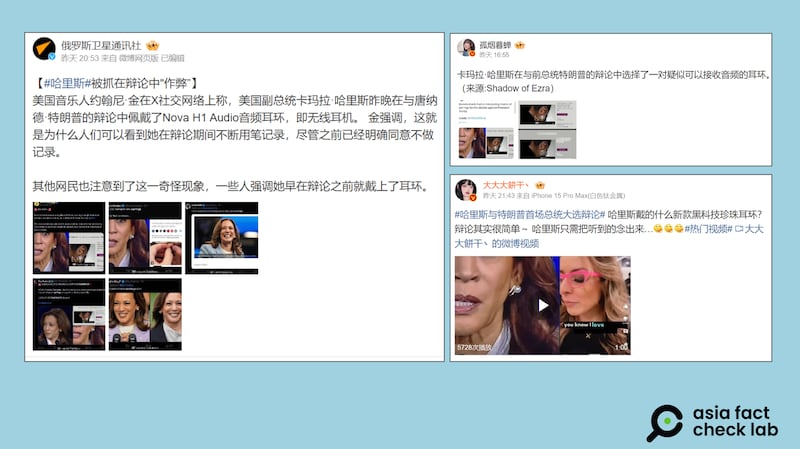 俄罗斯卫星通讯社
昨天 20:53 来自 微博网页版 已编辑
【#哈里斯#被抓在辩论中“作弊”】
美国音乐人约翰尼·金在X社交网络上称，美国副总统卡玛拉·哈里斯昨晚在与唐纳
德·特朗普的辩论中佩戴了Nova H1 Audio音频耳环，即无线耳机。 金强调，这就
是为什么人们可以看到她在辩论期间不断用笔记录，尽管之前已经明确同意不做
记录。
其他网民也注意到了这一奇怪现象，一些人强调她早在辩论之前就戴上了耳环。
孤烟暮蝉
昨天 16:55
卡玛拉·哈里斯在与前总统特朗普的辩论中选择了一对疑似可以接收音频的耳环。
（来源:Shadow of Ezra）
大大大餅干丶
昨天 21:43 来自 iPhone 15 Pro Max(白色钛金属)
#哈里斯与特朗普首场总统大选辩论# 哈里斯戴的什么新款黑科技珍珠耳环?
辩论其实很简单～ 哈里斯只需把听到的念出来...#热门视频# 大大
大餅干丶 的微博视频
you know I love
5728次播放
1:00
asia fact
check lab